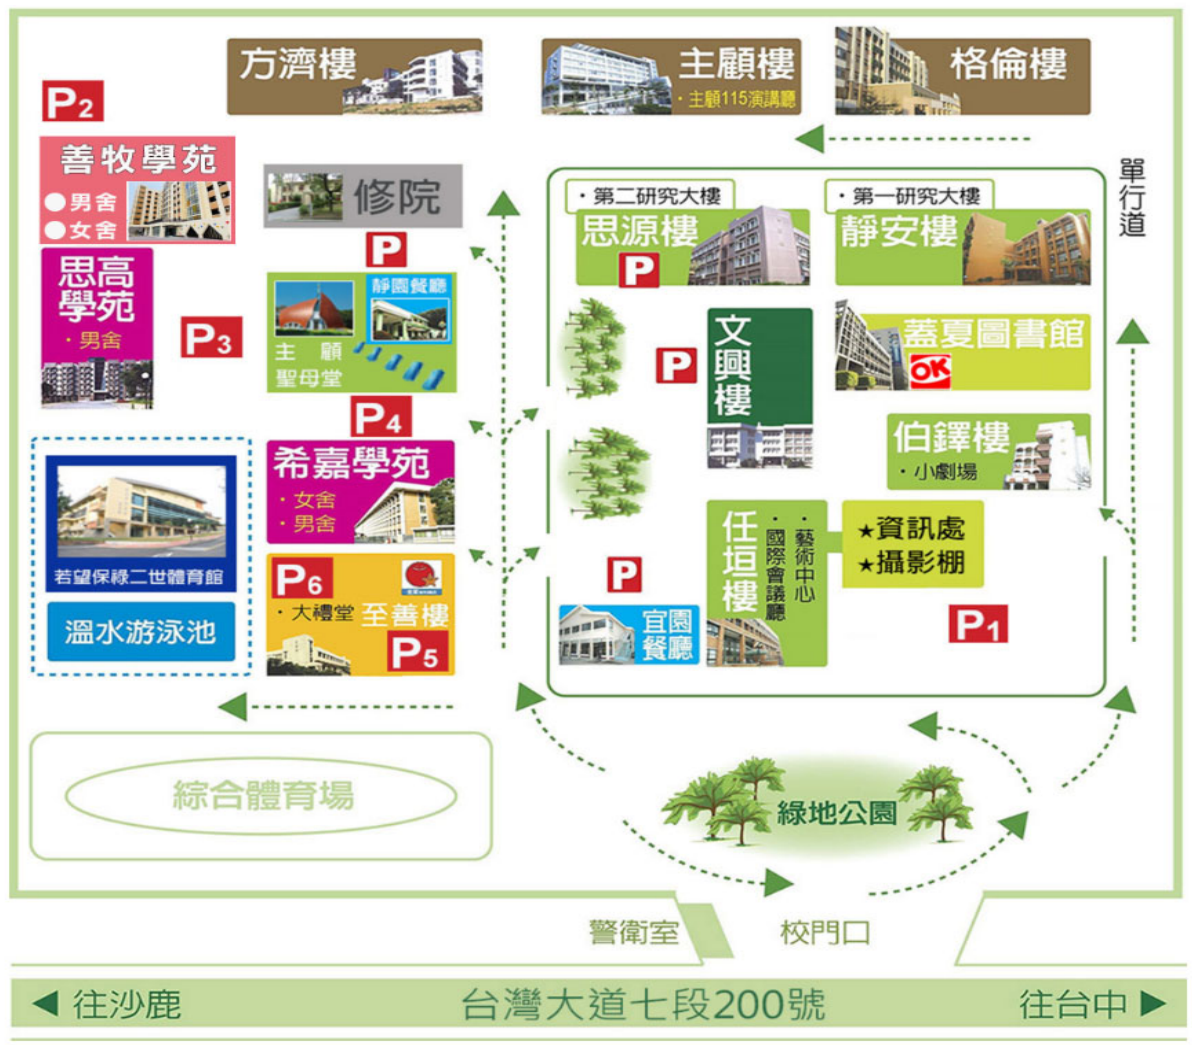 方濟樓
主顧樓
・主顧115演講廳
格倫樓
P2
善牧學苑
男舍
女舍
修院
單行道
・第二研究大樓
思源樓
P
・第一研究大樓
靜安樓
P
思高
學苑
・男舍
P3
靜園餐廳
主顧
聖母堂
P
文興樓
蓋夏圖書館
OK
P4
希嘉學苑
・女舍
・男舍
伯鐸樓
・小劇場
若望保祿二世體育館
溫水游泳池
P6
・大禮堂
至善樓
P5
P
宜園
餐廳
任垣樓
・藝術中心
・國際會議廳
★資訊處
★攝影棚
P1
綜合體育場
綠地公園
警衛室
校門口
往沙鹿
台灣大道七段200號
往台中